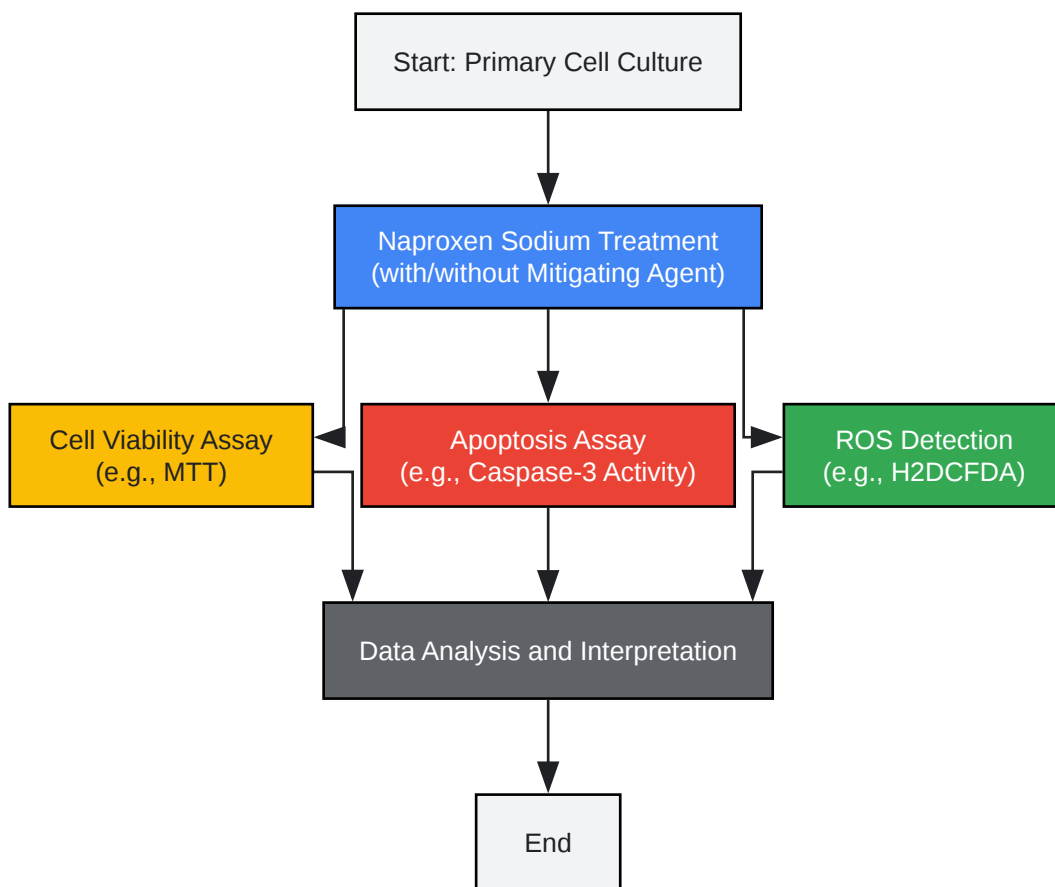 Start: Primary Cell Culture
Naproxen Sodium Treatment
(with/without Mitigating Agent)
Cell Viability Assay
(e.g., MTT)
Apoptosis Assay
(e.g., Caspase-3 Activity)
ROS Detection
(e.g., H2DCFDA)
Data Analysis and Interpretation
End